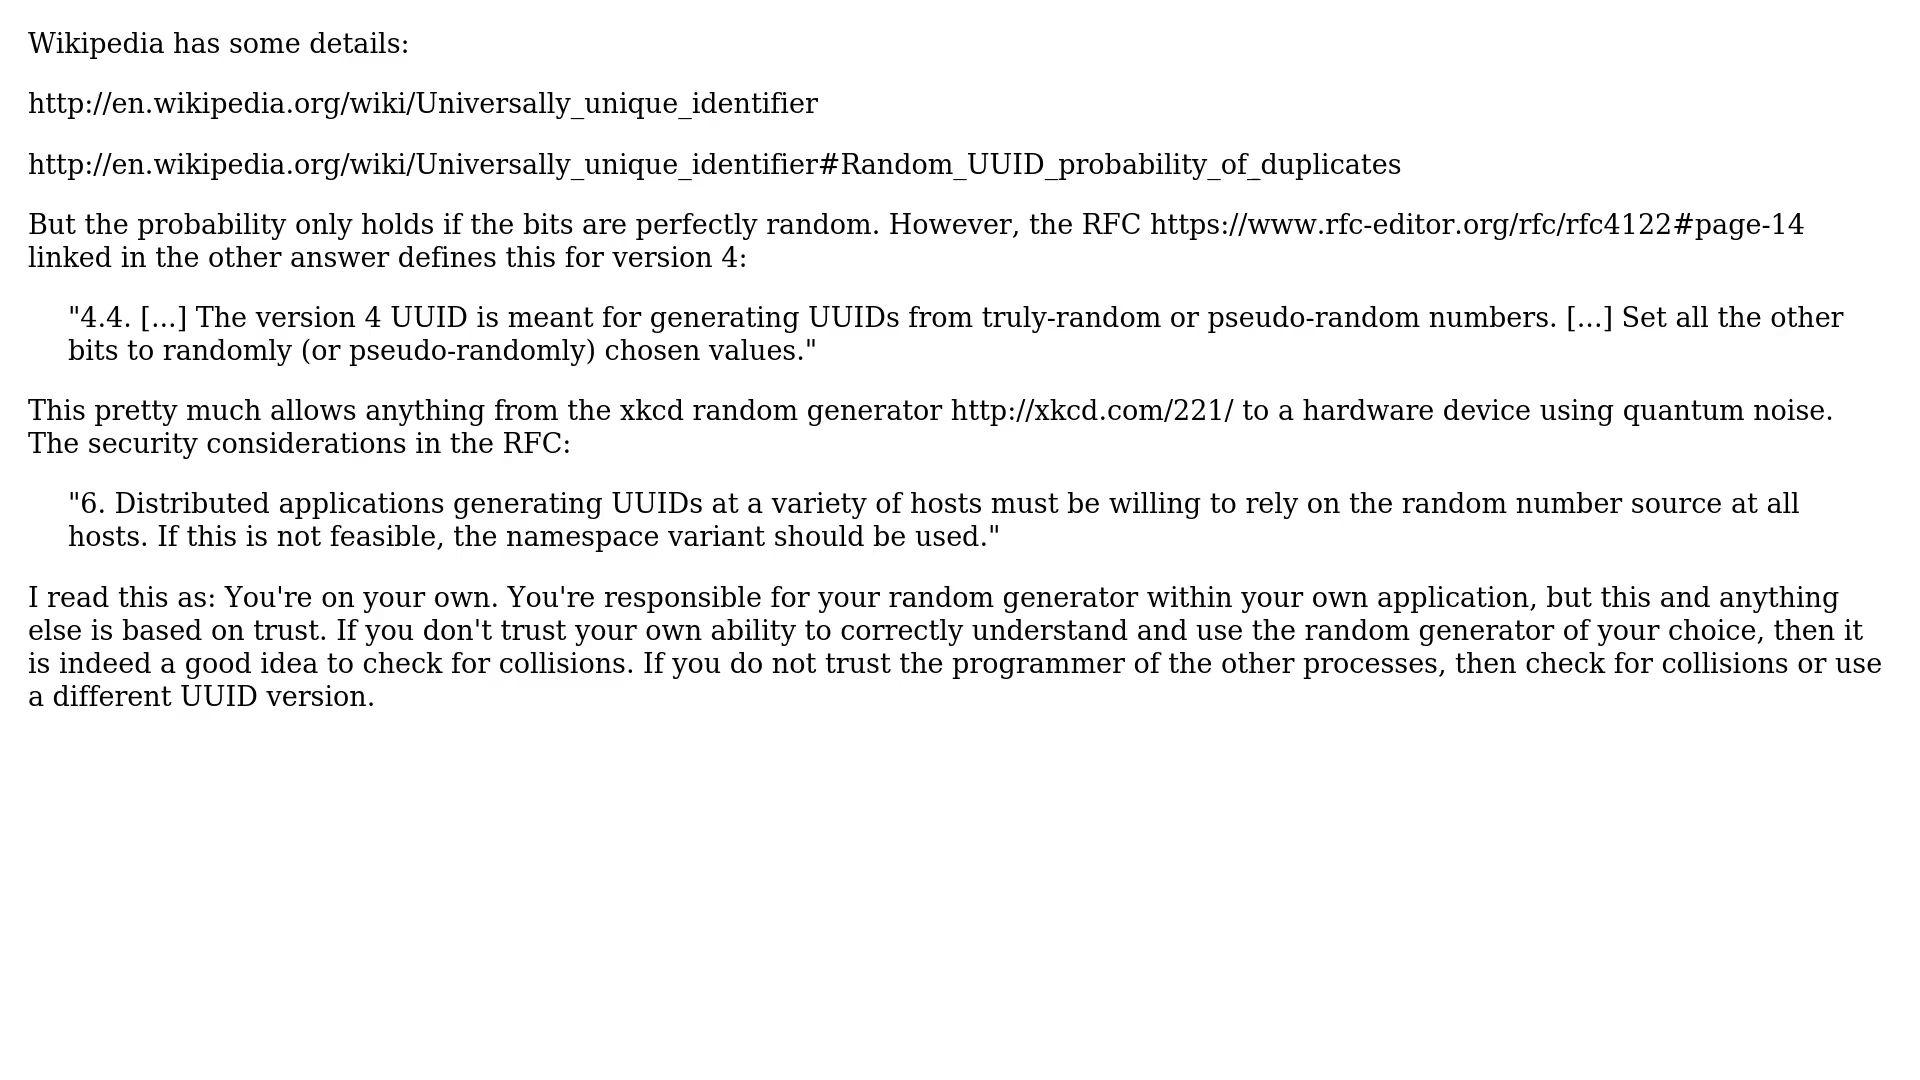 Wikipedia has some details:
http://en.wikipedia.org/wiki/Universally_unique_identifier
http://en.wikipedia.org/wiki/Universally_unique_identifier#Random_UUID_probability_of_duplicates
But the probability only holds if the bits are perfectly random. However, the RFC https://www.rfc-editor.org/rfc/rfc4122#page-14
linked in the other answer defines this for version 4:
"4.4. [...] The version 4 UUID is meant for generating UUIDs from truly-random or pseudo-random numbers. [...] Set all the other
bits to randomly (or pseudo-randomly) chosen values."
This pretty much allows anything from the xkcd random generator http://xkcd.com/221/ to a hardware device using quantum noise.
The security considerations in the RFC:
"6. Distributed applications generating UUIDs at a variety of hosts must be willing to rely on the random number source at all
hosts. If this is not feasible, the namespace variant should be used."
I read this as: You're on your own. You're responsible for your random generator within your own application, but this and anything
else is based on trust. If you don't trust your own ability to correctly understand and use the random generator of your choice, then it
is indeed a good idea to check for collisions. If you do not trust the programmer of the other processes, then check for collisions or use
a different UUID version.